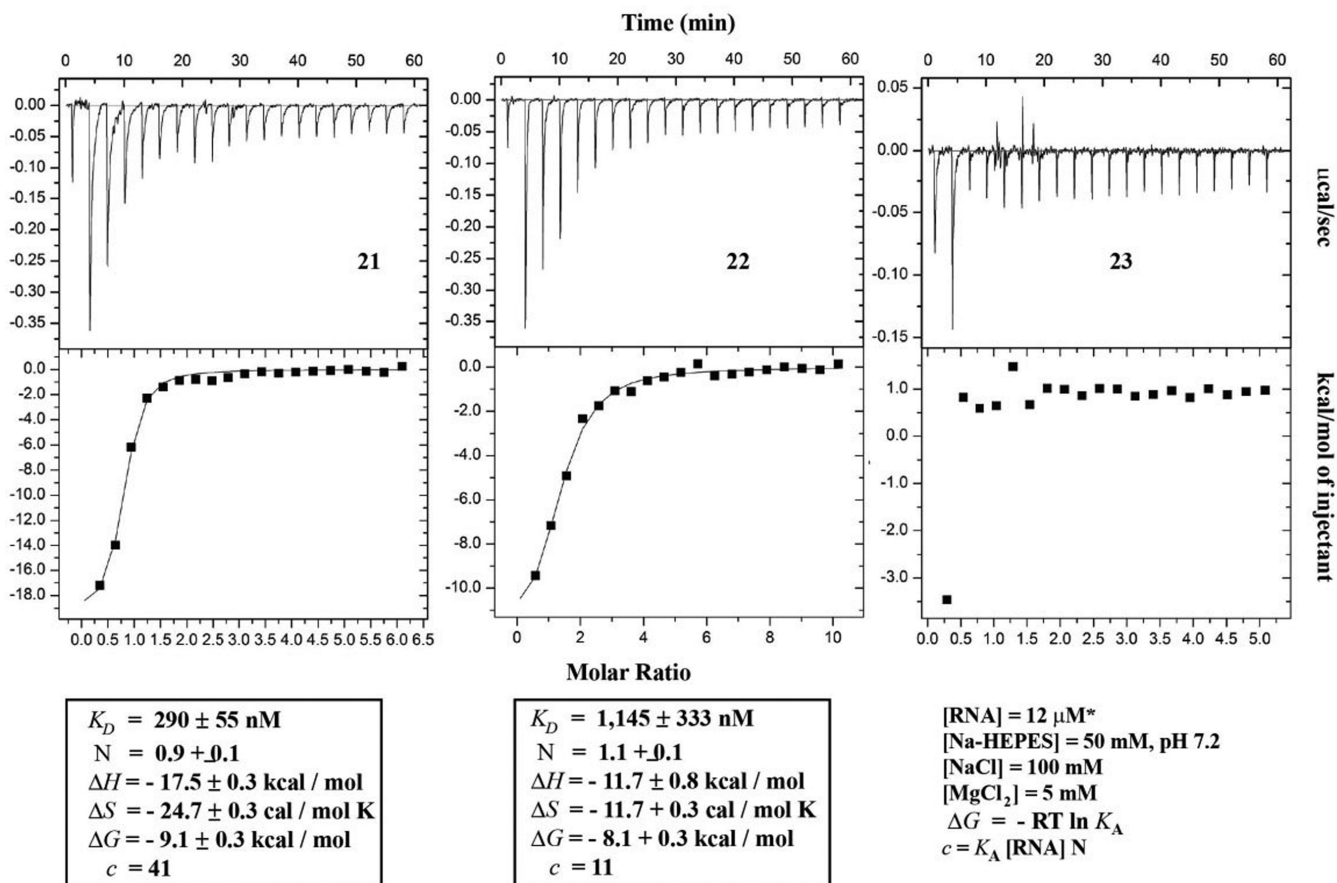 Time (min)
0 10 20 30 40 50 60
0 10 20 30 40 50 60
0 10 20 30 40 50 60
0.00
-0.05
-0.10
-0.15
-0.20
-0.25
-0.30
-0.35
21
0.00
-0.05
-0.10
-0.15
-0.20
-0.25
-0.30
-0.35
22
0.05
0.00
-0.05
-0.10
-0.15
23
µcal/sec
0.0
-2.0
-4.0
-6.0
-8.0
-10.0
-12.0
-14.0
-16.0
-18.0
0.0 0.5 1.0 1.5 2.0 2.5 3.0 3.5 4.0 4.5 5.0 5.5 6.0 6.5
0.0
-2.0
-4.0
-6.0
-8.0
-10.0
0 2 4 6 8 10
1.0
0.0
-1.0
-2.0
-3.0
0.0 0.5 1.0 1.5 2.0 2.5 3.0 3.5 4.0 4.5 5.0
kcal/mol of injectant
Molar Ratio
K_D = 290 ± 55 nM
N = 0.9 ± 0.1
ΔH = - 17.5 ± 0.3 kcal / mol
ΔS = - 24.7 ± 0.3 cal / mol K
ΔG = - 9.1 ± 0.3 kcal / mol
c = 41
K_D = 1,145 ± 333 nM
N = 1.1 ± 0.1
ΔH = - 11.7 ± 0.8 kcal / mol
ΔS = - 11.7 + 0.3 cal / mol K
ΔG = - 8.1 + 0.3 kcal / mol
c = 11
[RNA] = 12 µM*
[Na-HEPES] = 50 mM, pH 7.2
[NaCl] = 100 mM
[MgCl₂] = 5 mM
ΔG = - RT ln K_A
c = K_A [RNA] N